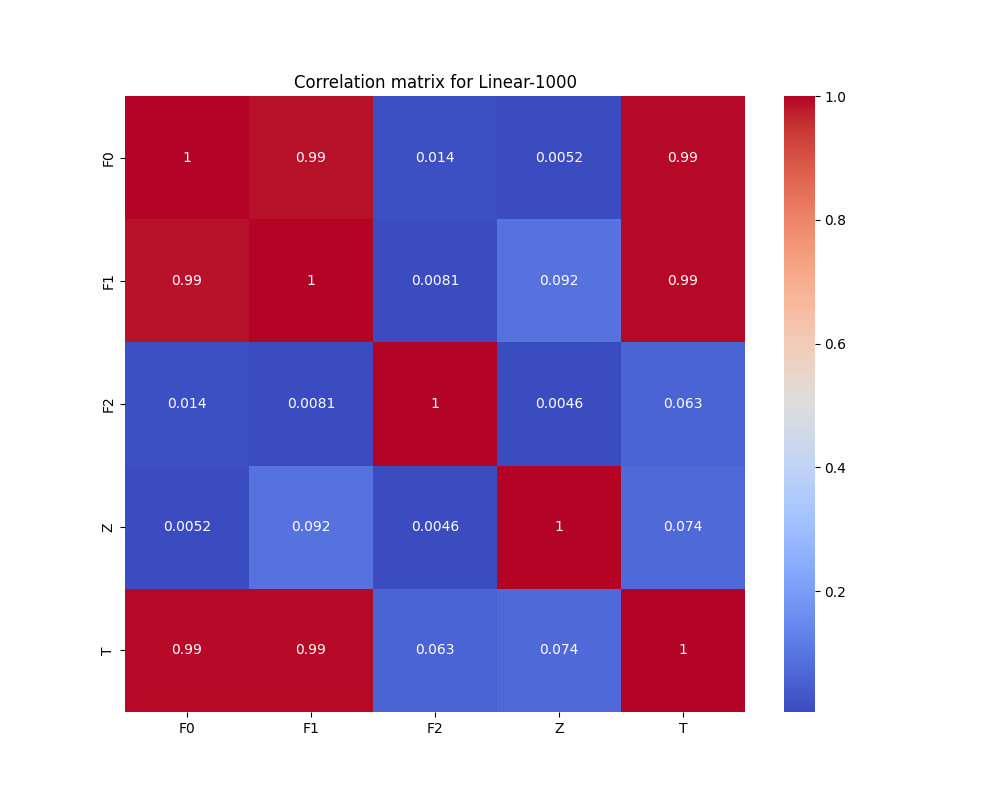 Correlation matrix for Linear-1000
F0 1 0.99 0.014 0.0052 0.99
F1 0.99 1 0.0081 0.092 0.99
F2 0.014 0.0081 1 0.0046 0.063
Z 0.0052 0.092 0.0046 1 0.074
T 0.99 0.99 0.063 0.074 1
F0 F1 F2 Z T
1.0
0.8
0.6
0.4
0.2